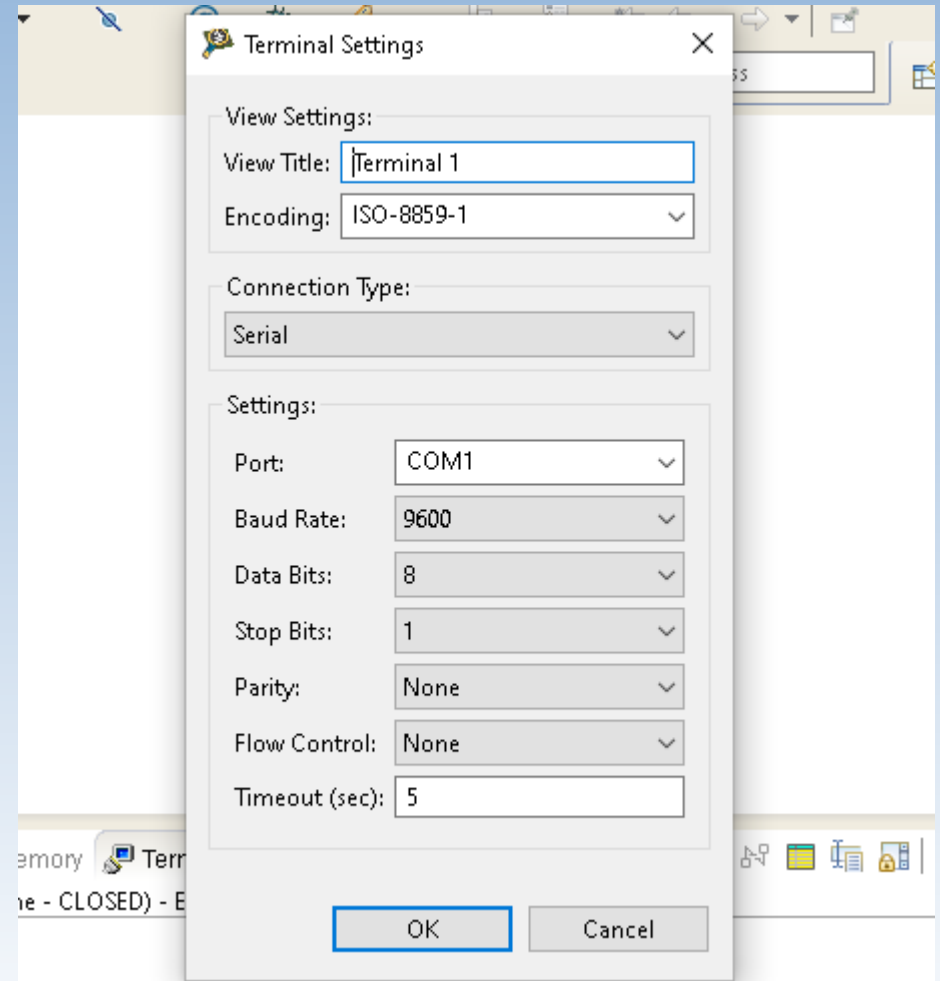 Terminal Settings
ss
View Settings:
View Title: Terminal 1
Encoding: ISO-8859-1
Connection Type:
Serial
Settings:
Port: COM1
Baud Rate: 9600
Data Bits: 8
Stop Bits: 1
Parity: None
Flow Control: None
Timeout (sec): 5
emory Terr
ne - CLOSED) - E
OK Cancel